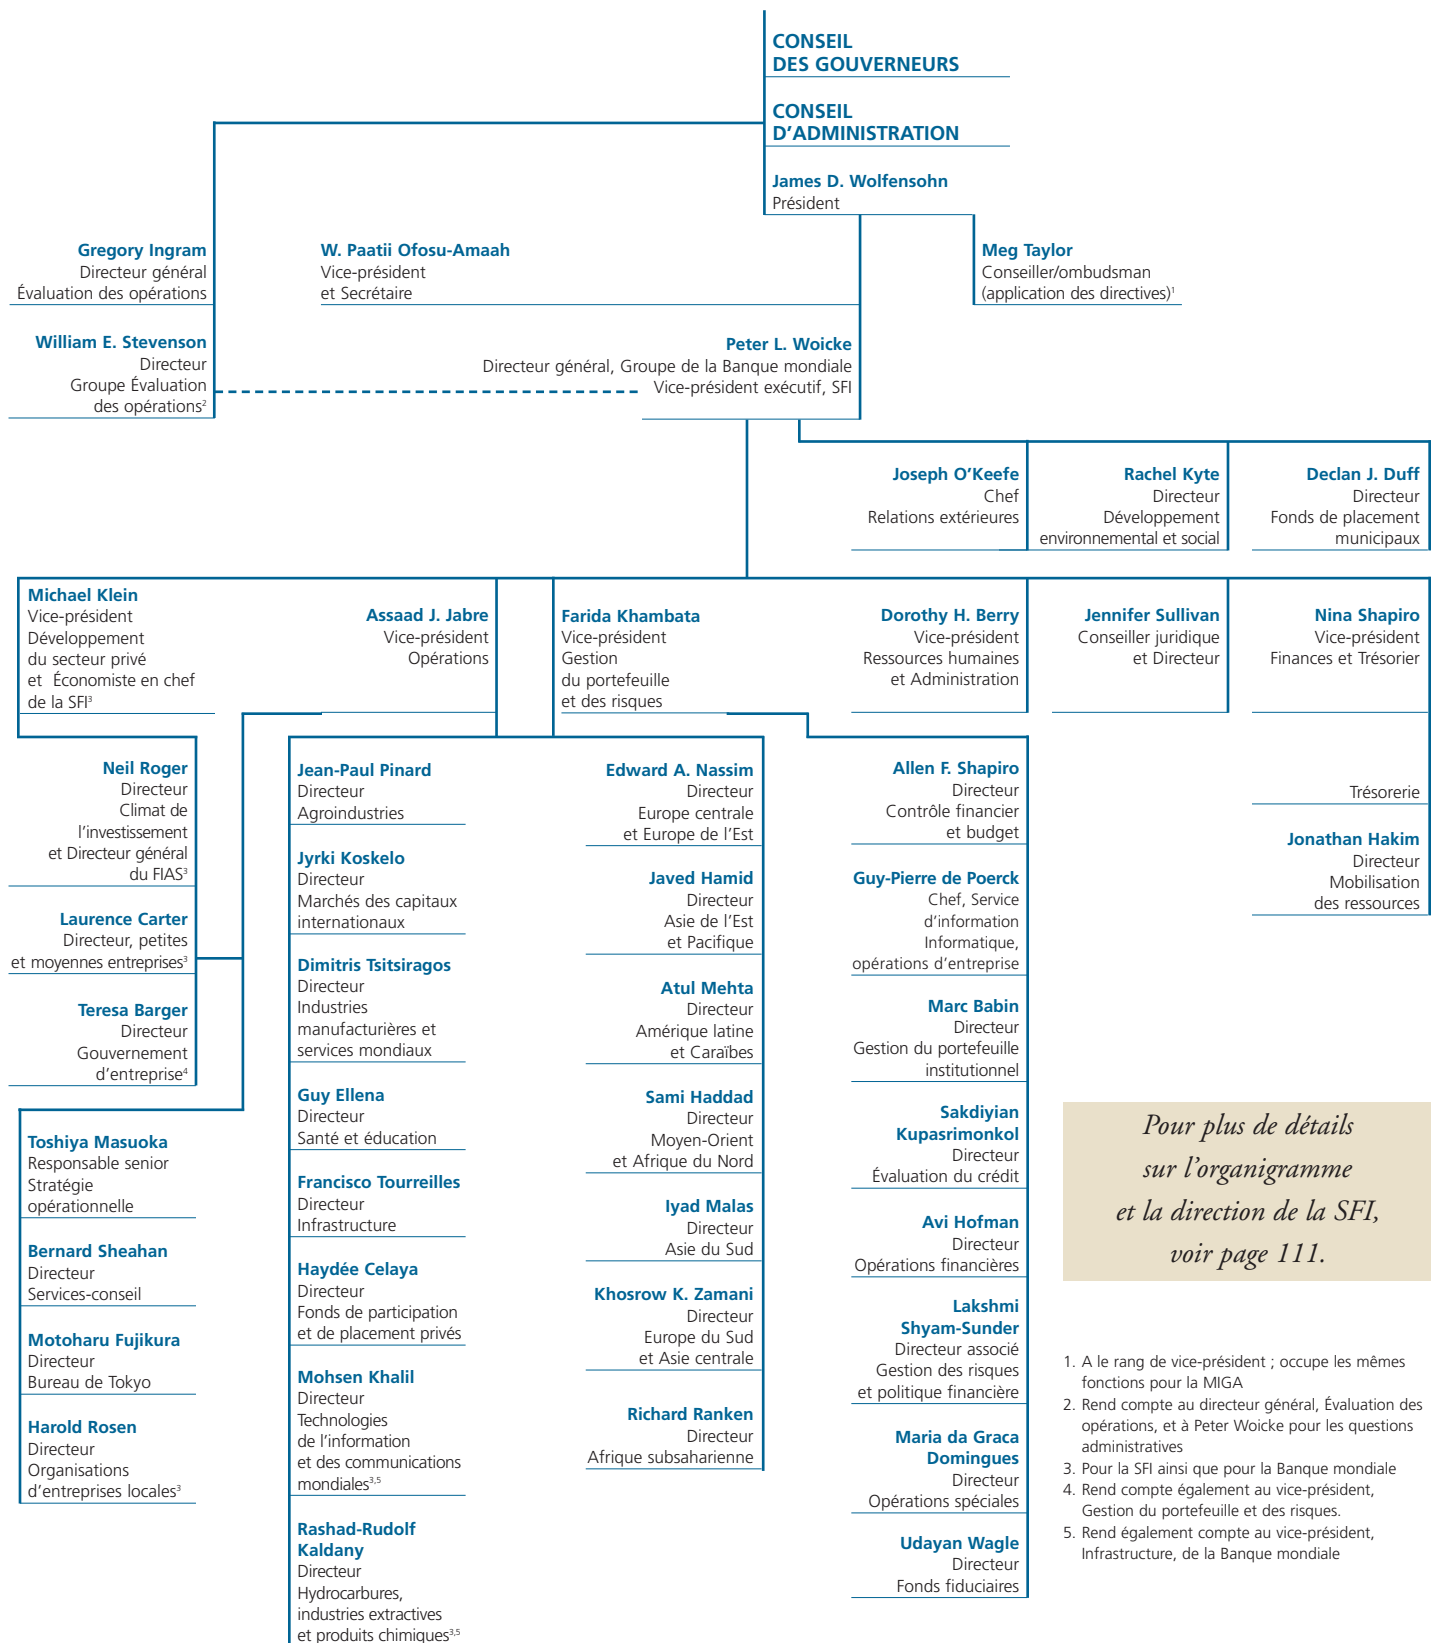 CONSEIL
DES GOUVERNEURS
CONSEIL
D'ADMINISTRATION
James D. Wolfensohn
Président
Gregory Ingram
Directeur général
Évaluation des opérations
W. Paatii Ofosu-Amaah
Vice-président
et Secrétaire
Meg Taylor
Conseiller/ombudsman
(application des directives)¹
William E. Stevenson
Directeur
Groupe Évaluation
des opérations²
Peter L. Woicke
Directeur général, Groupe de la Banque mondiale
Vice-président exécutif, SFI
Joseph O'Keefe
Chef
Relations extérieures
Rachel Kyte
Directeur
Développement
environnemental et social
Declan J. Duff
Directeur
Fonds de placement
municipaux
Michael Klein
Vice-président
Développement
du secteur privé
et Économiste en chef
de la SFI³
Assaad J. Jabre
Vice-président
Opérations
Farida Khambata
Vice-président
Gestion
du portefeuille
et des risques
Dorothy H. Berry
Vice-président
Ressources humaines
et Administration
Jennifer Sullivan
Conseiller juridique
et Directeur
Nina Shapiro
Vice-président
Finances et Trésorier
Neil Roger
Directeur
Climat de
l'investissement
et Directeur général
du FIAS³
Laurence Carter
Directeur, petites
et moyennes entreprises³
Teresa Barger
Directeur
Gouvernement
d'entreprise⁴
Toshiya Masuoka
Responsable senior
Stratégie
opérationnelle
Bernard Sheahan
Directeur
Services-conseil
Motoharu Fujikura
Directeur
Bureau de Tokyo
Harold Rosen
Directeur
Organisations
d'entreprises locales³
Jean-Paul Pinard
Directeur
Agroindustries
Jyrki Koskelo
Directeur
Marchés des capitaux
internationaux
Dimitris Tsitsiragos
Directeur
Industries
manufacturières et
services mondiaux
Guy Ellena
Directeur
Santé et éducation
Francisco Tourreilles
Directeur
Infrastructure
Haydée Celaya
Directeur
Fonds de participation
et de placement privés
Mohsen Khalil
Directeur
Technologies
de l'information
et des communications
mondiales³,⁵
Rashad-Rudolf
Kaldany
Directeur
Hydrocarbures,
industries extractives
et produits chimiques³,⁵
Edward A. Nassim
Directeur
Europe centrale
et Europe de l'Est
Javed Hamid
Directeur
Asie de l'Est
et Pacifique
Atul Mehta
Directeur
Amérique latine
et Caraïbes
Sami Haddad
Directeur
Moyen-Orient
et Afrique du Nord
Iyad Malas
Directeur
Asie du Sud
Khosrow K. Zamani
Directeur
Europe du Sud
et Asie centrale
Richard Ranken
Directeur
Afrique subsaharienne
Allen F. Shapiro
Directeur
Contrôle financier
et budget
Guy-Pierre de Poerck
Chef, Service
d'information
Informatique,
opérations d'entreprise
Marc Babin
Directeur
Gestion du portefeuille
institutionnel
Sakdiyian
Kupasrimonkol
Directeur
Évaluation du crédit
Avi Hofman
Directeur
Opérations financières
Lakshmi
Shyam-Sunder
Directeur associé
Gestion des risques
et politique financière
Maria da Graca
Domingues
Directeur
Opérations spéciales
Udayan Wagle
Directeur
Fonds fiduciaires
Trésorerie
Jonathan Hakim
Directeur
Mobilisation
des ressources
Pour plus de détails
sur l'organigramme
et la direction de la SFI,
voir page 111.
1. A le rang de vice-président ; occupe les mêmes
fonctions pour la MIGA
2. Rend compte au directeur général, Évaluation des
opérations, et à Peter Woicke pour les questions
administratives
3. Pour la SFI ainsi que pour la Banque mondiale
4. Rend compte également au vice-président,
Gestion du portefeuille et des risques.
5. Rend également compte au vice-président,
Infrastructure, de la Banque mondiale